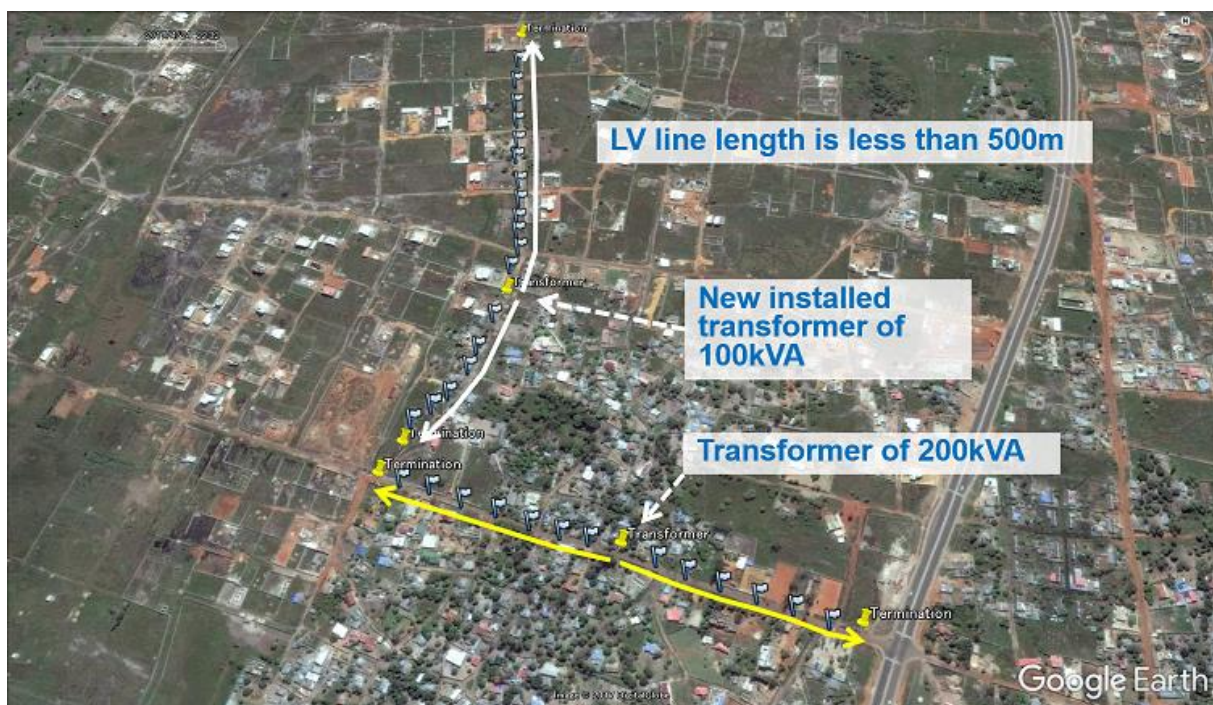 Termination
LV line length is less than 500m
Transformer
New installed
transformer of
100kVA
Termination
Termination
Transformer of 200kVA
Transformer
Termination
Google Earth